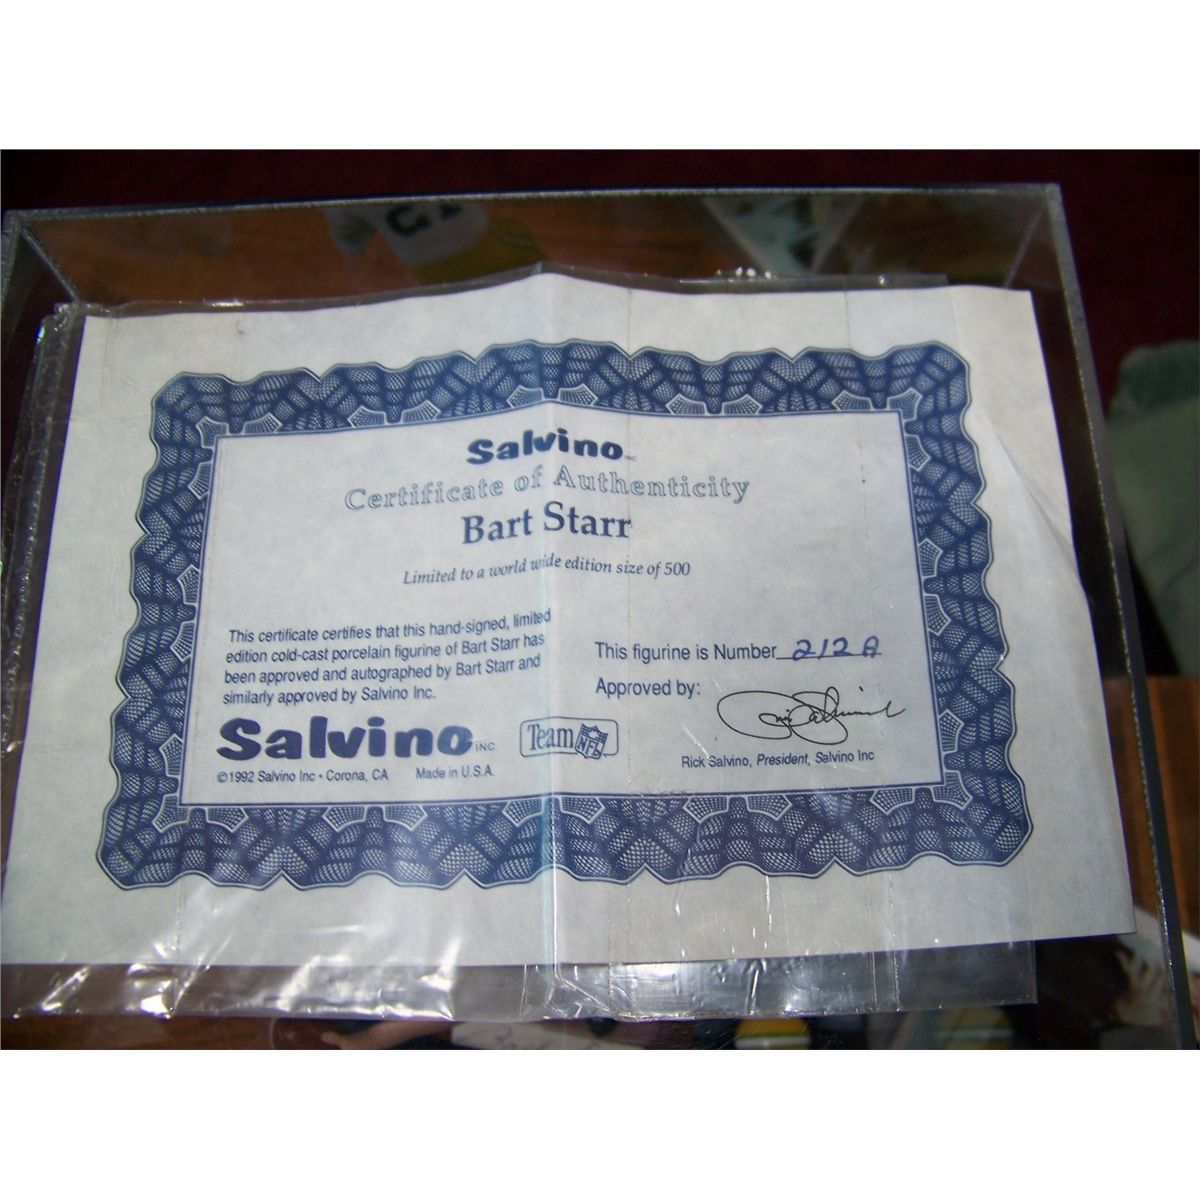 Salvino INC
Certificate of Authenticity
Bart Starr
Limited to a world wide edition size of 500
This certificate certifies that this hand-signed, limited
edition cold-cast porcelain figurine of Bart Starr has
been approved and autographed by Bart Starr and
similarly approved by Salvino Inc.
This figurine is Number 212A
Approved by:
Salvino INC
Team NFL
Rick Salvino, President, Salvino Inc
©1992 Salvino Inc • Corona, CA Made in U.S.A.